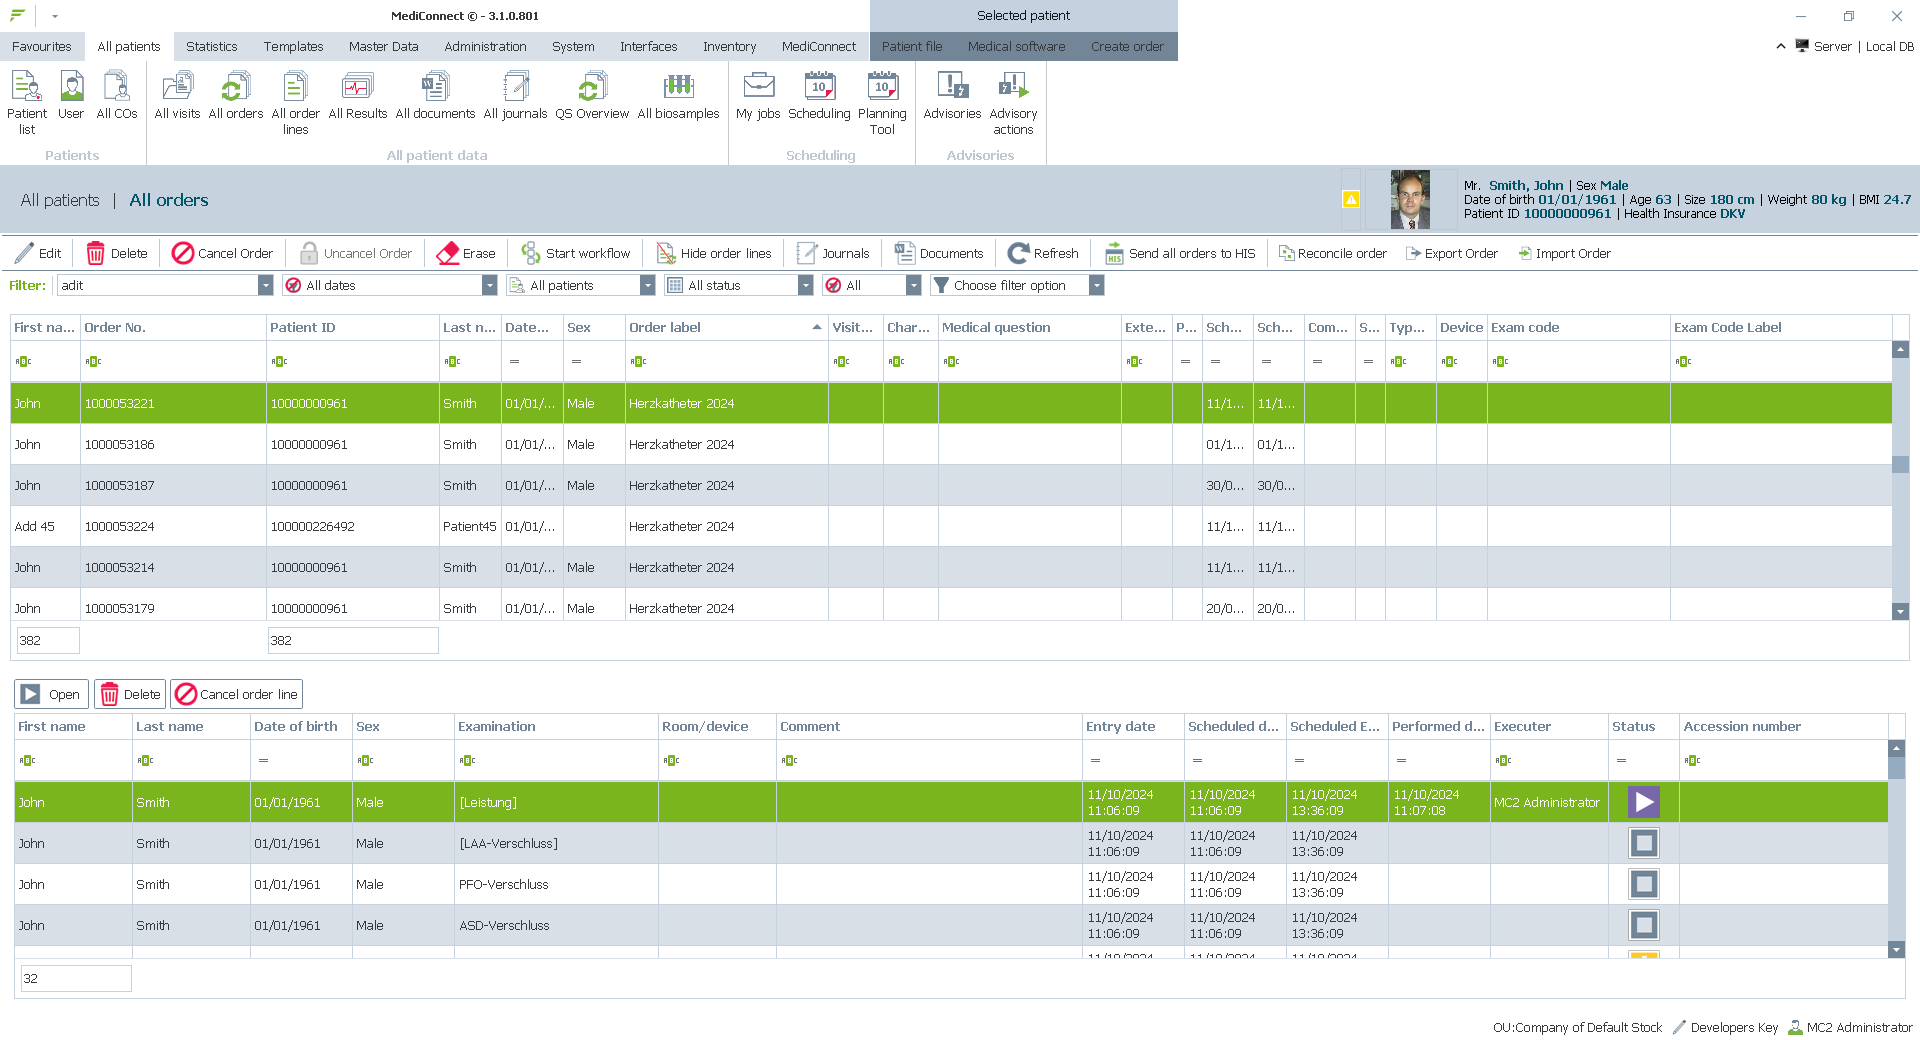 MediConnect © - 3.1.0.801
Selected patient
Favourites All patients Statistics Templates Master Data Administration System Interfaces Inventory MediConnect Patient file Medical software Create order
Server | Local DB
Patient list User All COs All visits All orders All order lines All Results All documents All journals QS Overview All biosamples My jobs Scheduling Planning Tool Advisories Advisory actions
Patients All patient data Scheduling Advisories
All patients | All orders
Mr. Smith, John | Sex Male
Date of birth 01/01/1961 | Age 63 | Size 180 cm | Weight 80 kg | BMI 24.7
Patient ID 10000000961 | Health Insurance DKV
Edit Delete Cancel Order Uncancel Order Erase Start workflow Hide order lines Journals Documents Refresh Send all orders to HIS Reconcile order Export Order Import Order
Filter: adit All dates All patients All status All Choose filter option
First na... Order No. Patient ID Last n... Date... Sex Order label Visit... Char... Medical question Exte... P... Sch... Sch... Com... S... Typ... Device Exam code Exam Code Label
John 1000053221 10000000961 Smith 01/01/... Male Herzkatheter 2024 11/1... 11/1...
John 1000053186 10000000961 Smith 01/01/... Male Herzkatheter 2024 01/1... 01/1...
John 1000053187 10000000961 Smith 01/01/... Male Herzkatheter 2024 30/0... 30/0...
Add 45 1000053224 100000226492 Patient45 01/01/... Herzkatheter 2024 11/1... 11/1...
John 1000053214 10000000961 Smith 01/01/... Male Herzkatheter 2024 11/1... 11/1...
John 1000053179 10000000961 Smith 01/01/... Male Herzkatheter 2024 20/0... 20/0...
382 382
Open Delete Cancel order line
First name Last name Date of birth Sex Examination Room/device Comment Entry date Scheduled d... Scheduled E... Performed d... Executer Status Accession number
John Smith 01/01/1961 Male [Leistung] 11/10/2024 11:06:09 11/10/2024 11:06:09 11/10/2024 13:36:09 11/10/2024 11:07:08 MC2 Administrator
John Smith 01/01/1961 Male [LAA-Verschluss] 11/10/2024 11:06:09 11/10/2024 11:06:09 11/10/2024 13:36:09
John Smith 01/01/1961 Male PFO-Verschluss 11/10/2024 11:06:09 11/10/2024 11:06:09 11/10/2024 13:36:09
John Smith 01/01/1961 Male ASD-Verschluss 11/10/2024 11:06:09 11/10/2024 11:06:09 11/10/2024 13:36:09
32
OU:Company of Default Stock Developers Key MC2 Administrator